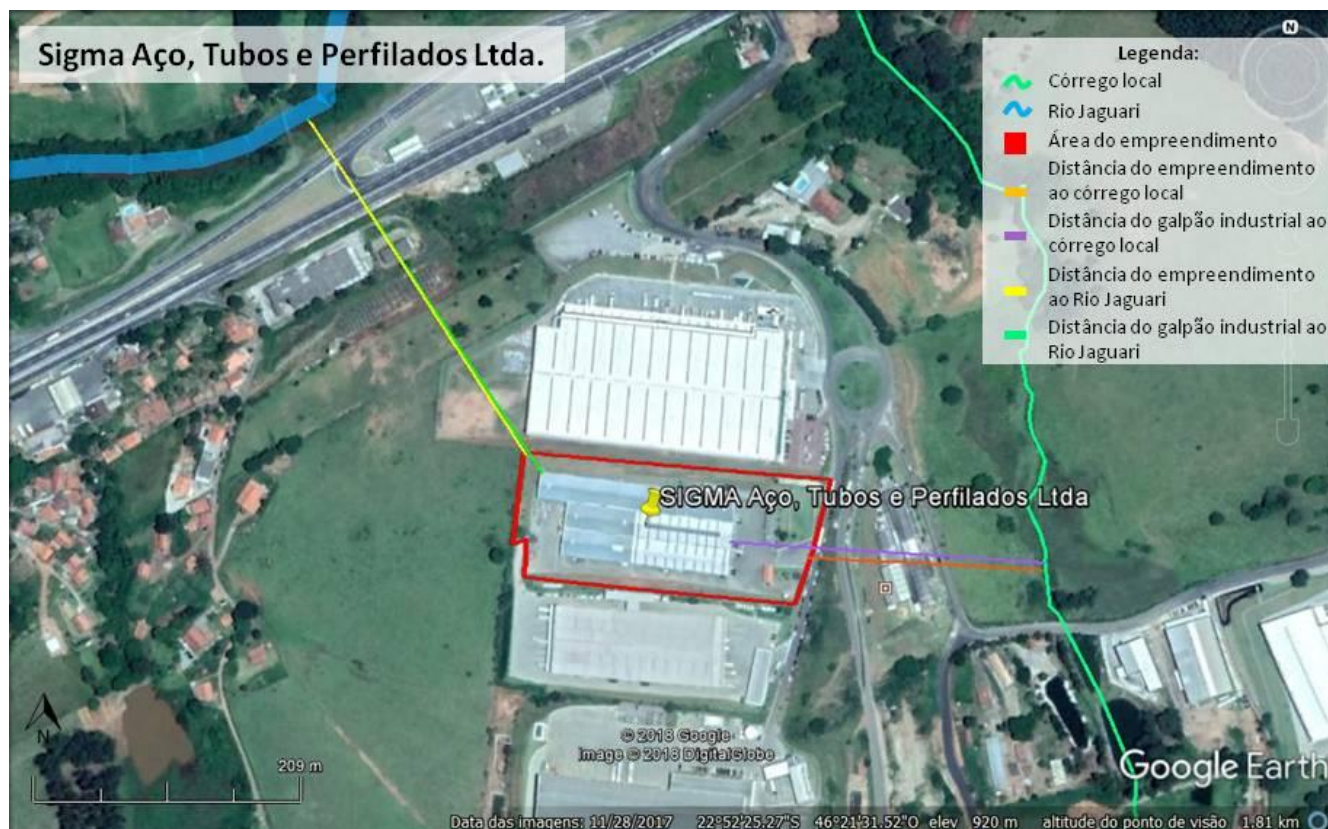 Sigma Aço, Tubos e Perfilados Ltda.
N
Legenda:
Córrego local
Rio Jaguari
Área do empreendimento
Distância do empreendimento
ao córrego local
Distância do galpão industrial ao
córrego local
Distância do empreendimento
ao Rio Jaguari
Distância do galpão industrial ao
Rio Jaguari
SIGMA Aço, Tubos e Perfilados Ltda
N
209 m
© 2018 Google
Image © 2018 DigitalGlobe
Google Earth
Data das imagens: 11/28/2017 22°52'25.27"S 46°21'31.52"O elev 920 m altitude do ponto de visão 1.81 km